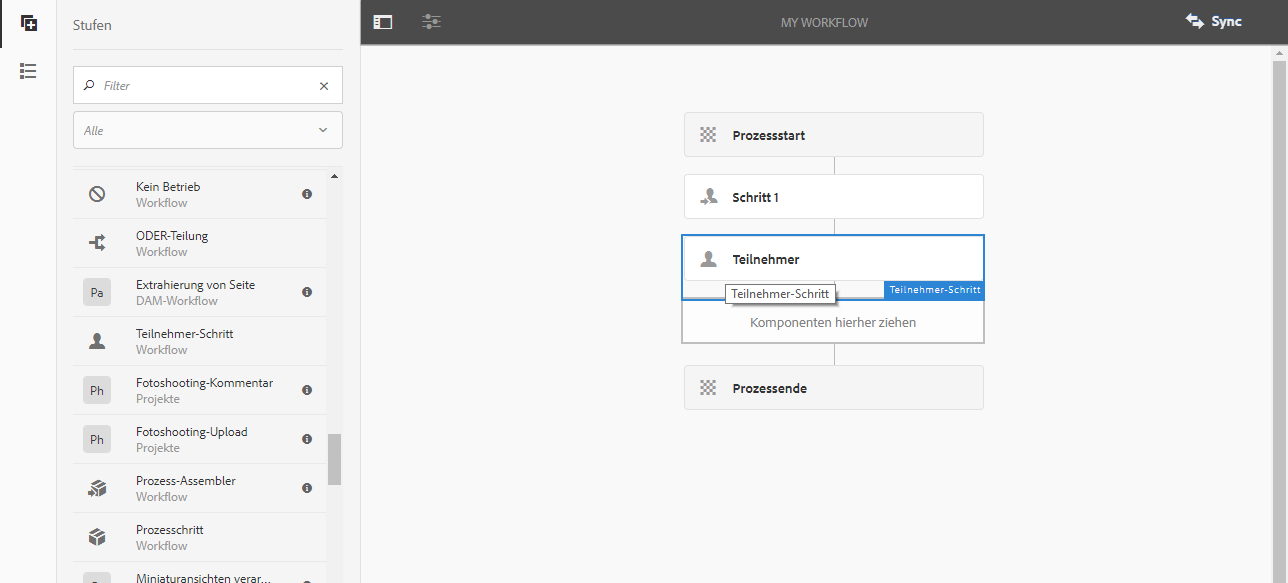 Stufen
Filter
Alle
Kein Betrieb
Workflow
ODER-Teilung
Workflow
Pa
Extrahierung von Seite
DAM-Workflow
Teilnehmer-Schritt
Workflow
Ph
Fotoshooting-Kommentar
Projekte
Ph
Fotoshooting-Upload
Projekte
Prozess-Assembler
Workflow
Prozesschritt
Workflow
Miniaturansichten verar...
MY WORKFLOW
Sync
Prozessstart
Schritt 1
Teilnehmer
Teilnehmer-Schritt
Teilnehmer-Schritt
Komponenten hierher ziehen
Prozessende